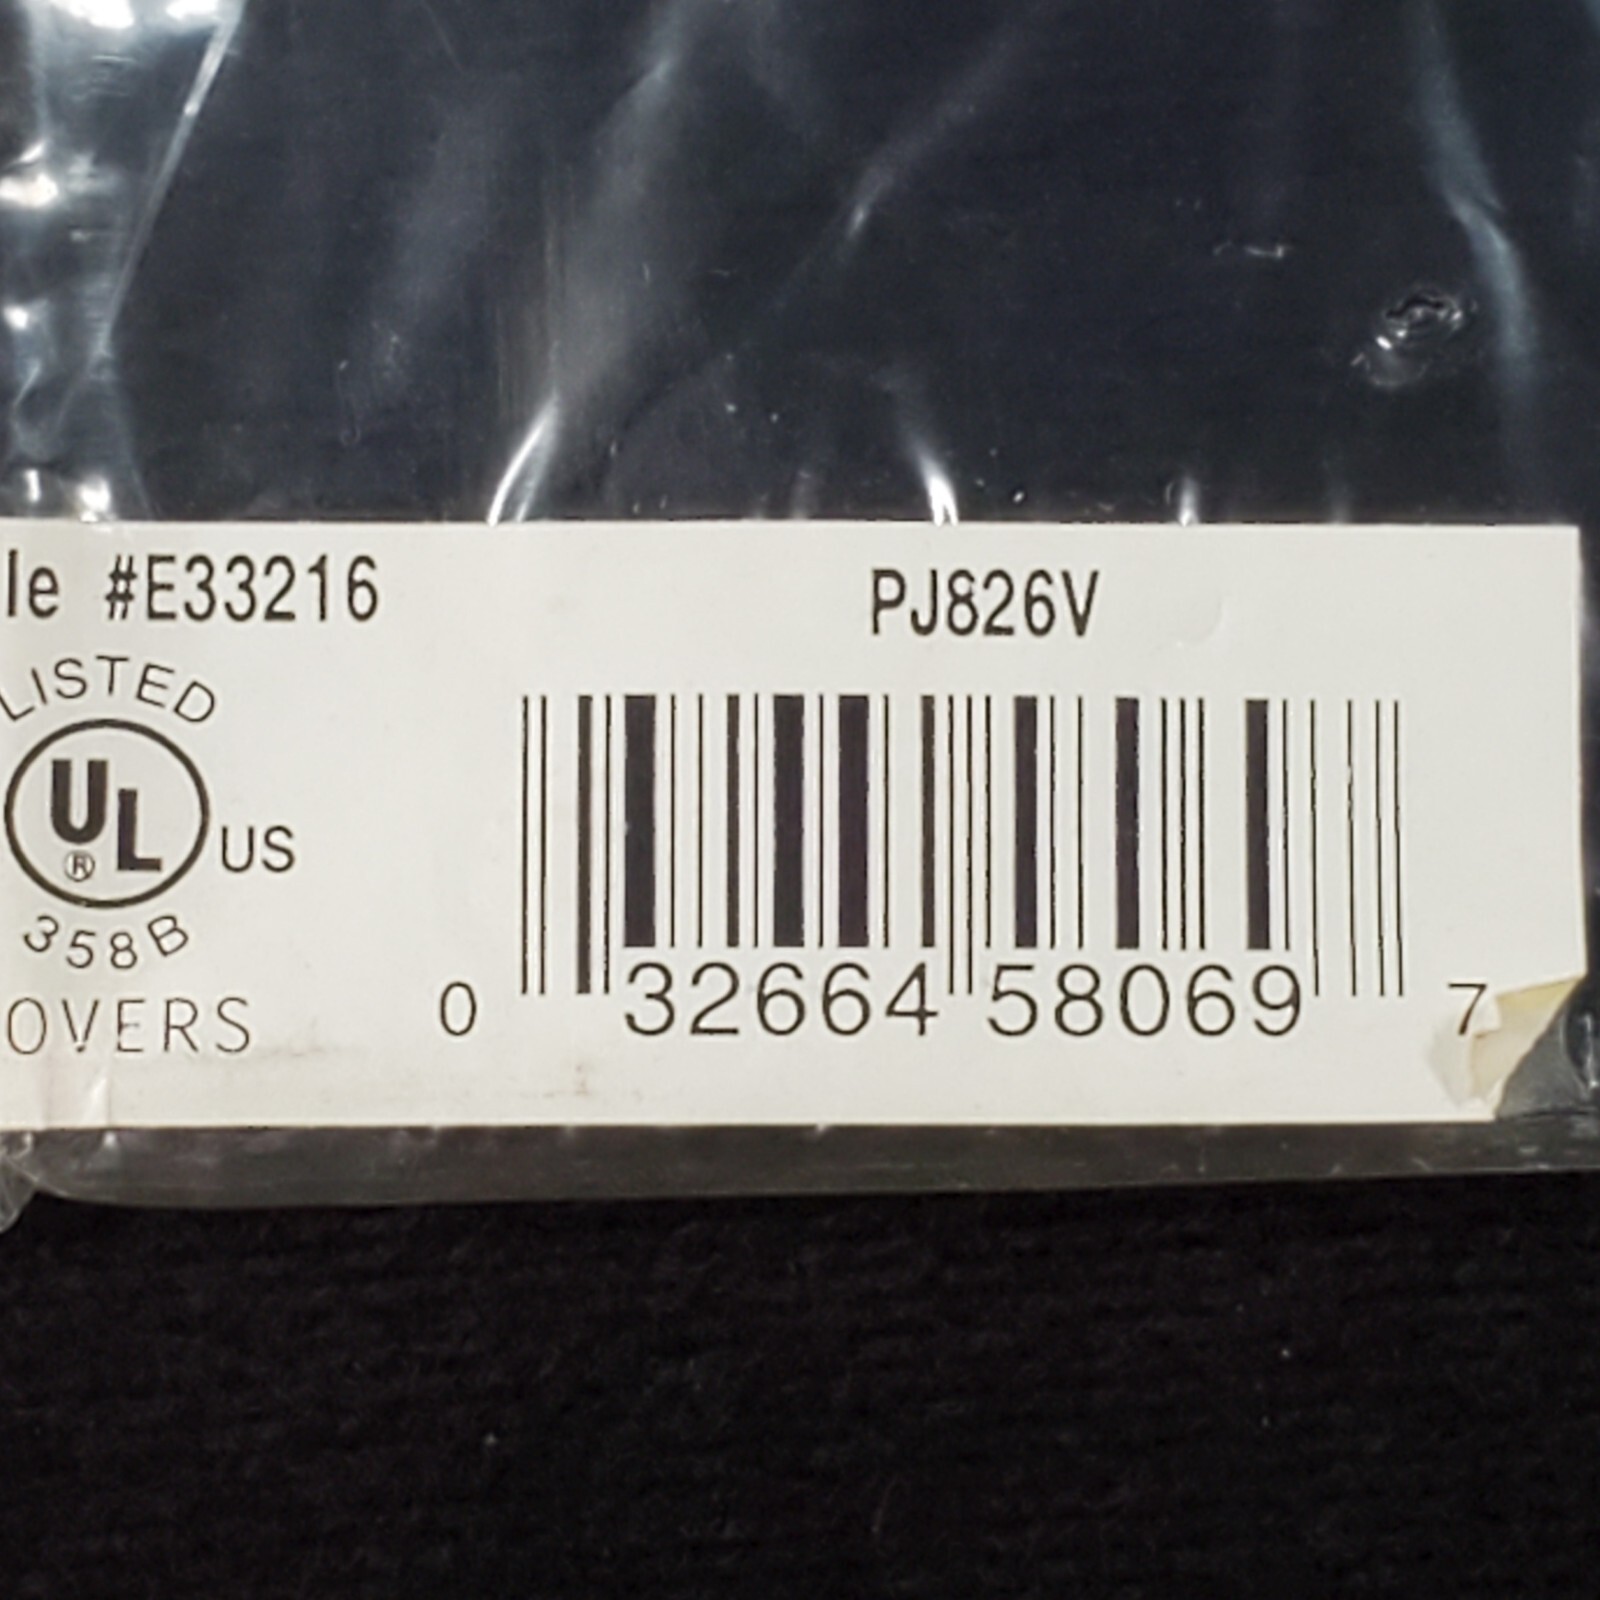 le #E33216
PJ826V
LISTED
UL
®
US
358B
OVERS
0 32664 58069 7